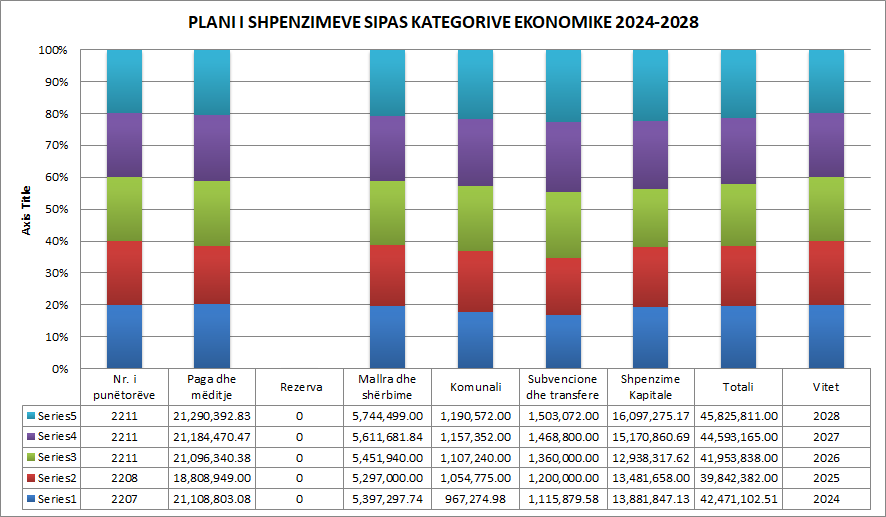 PLANI I SHPENZIMEVE SIPAS KATEGORIVE EKONOMIKE 2024-2028
100%
90%
80%
70%
60%
50%
40%
30%
20%
10%
0%
Axis Title
Nr. i punëtorëve Paga dhe mëditje Rezerva Mallra dhe shërbime Komunali Subvencione dhe transfere Shpenzime Kapitale Totali Vitet
Series5 2211 21,290,392.83 0 5,744,499.00 1,190,572.00 1,503,072.00 16,097,275.17 45,825,811.00 2028
Series4 2211 21,184,470.47 0 5,611,681.84 1,157,352.00 1,468,800.00 15,170,860.69 44,593,165.00 2027
Series3 2211 21,096,340.38 0 5,451,940.00 1,107,240.00 1,360,000.00 12,938,317.62 41,953,838.00 2026
Series2 2208 18,808,949.00 0 5,297,000.00 1,054,775.00 1,200,000.00 13,481,658.00 39,842,382.00 2025
Series1 2207 21,108,803.08 0 5,397,297.74 967,274.98 1,115,879.58 13,881,847.13 42,471,102.51 2024